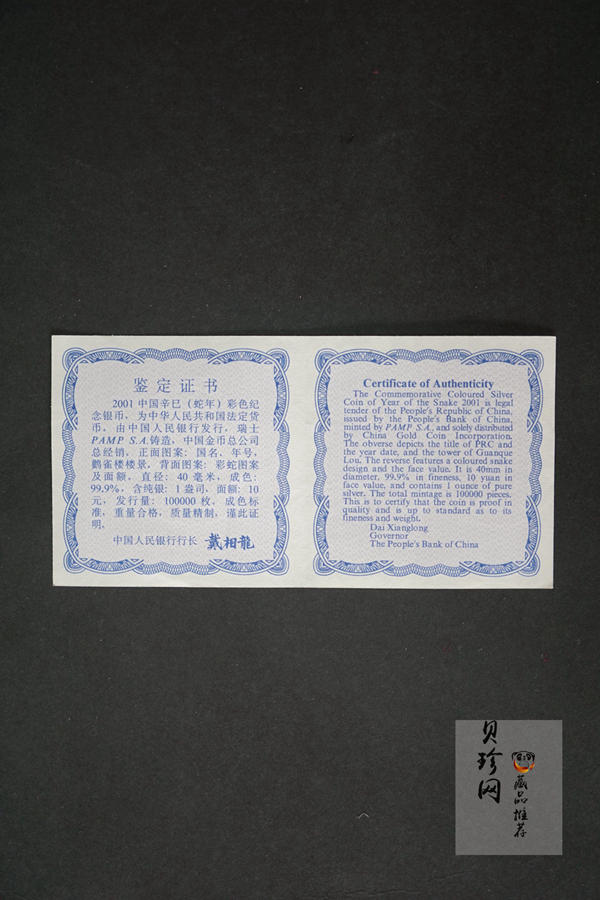 鉴定证书
2001 中国辛巳（蛇年）彩色纪
念银币，为中华人民共和国法定货
币，由中国人民银行发行，瑞士
PAMP S.A.铸造，中国金币总公司
总经销，正面图案：国名，年号，
鹳雀楼楼景，背面图案：彩蛇图案
及面额，直径：40 毫米，成色：
99.9%，含纯银：1 盎司，面额：10
元，发行量：100000 枚，成色标
准，重量合格，质量精制，谨此证
明。
中国人民银行行长 戴相龍
Certificate of Authenticity
The Commemorative Coloured Silver
Coin of Year of the Snake 2001 is legal
tender of the People's Republic of China,
issued by the People's Bank of China,
minted by PAMP S.A., and solely distributed
by China Gold Coin Incorporation.
The obverse depicts the title of PRC and
the year date, and the tower of Guanque
Lou. The reverse features a coloured snake
design and the face value. It is 40mm in
diameter, 99.9% in fineness, 10 yuan in
face value, and contains 1 ounce of pure
silver. The total mintage is 100000 pieces.
This is to certify that the coin is proof in
quality and is up to standard as to its
fineness and weight.
Dai Xianglong
Governor
The People's Bank of China
贝珍网
藏品推荐